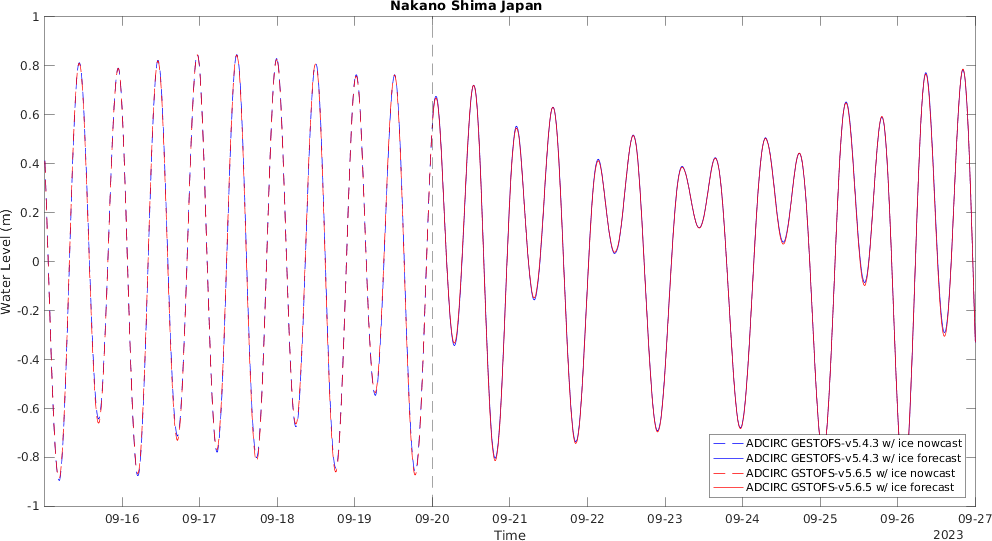 Nakano Shima Japan
1
0.8
0.6
0.4
0.2
0
-0.2
-0.4
-0.6
-0.8
-1
Water Level (m)
ADCIRC GESTOFS-v5.4.3 w/ ice nowcast
ADCIRC GESTOFS-v5.4.3 w/ ice forecast
ADCIRC GSTOFS-v5.6.5 w/ ice nowcast
ADCIRC GSTOFS-v5.6.5 w/ ice forecast
09-16 09-17 09-18 09-19 09-20 09-21 09-22 09-23 09-24 09-25 09-26 09-27
Time
2023